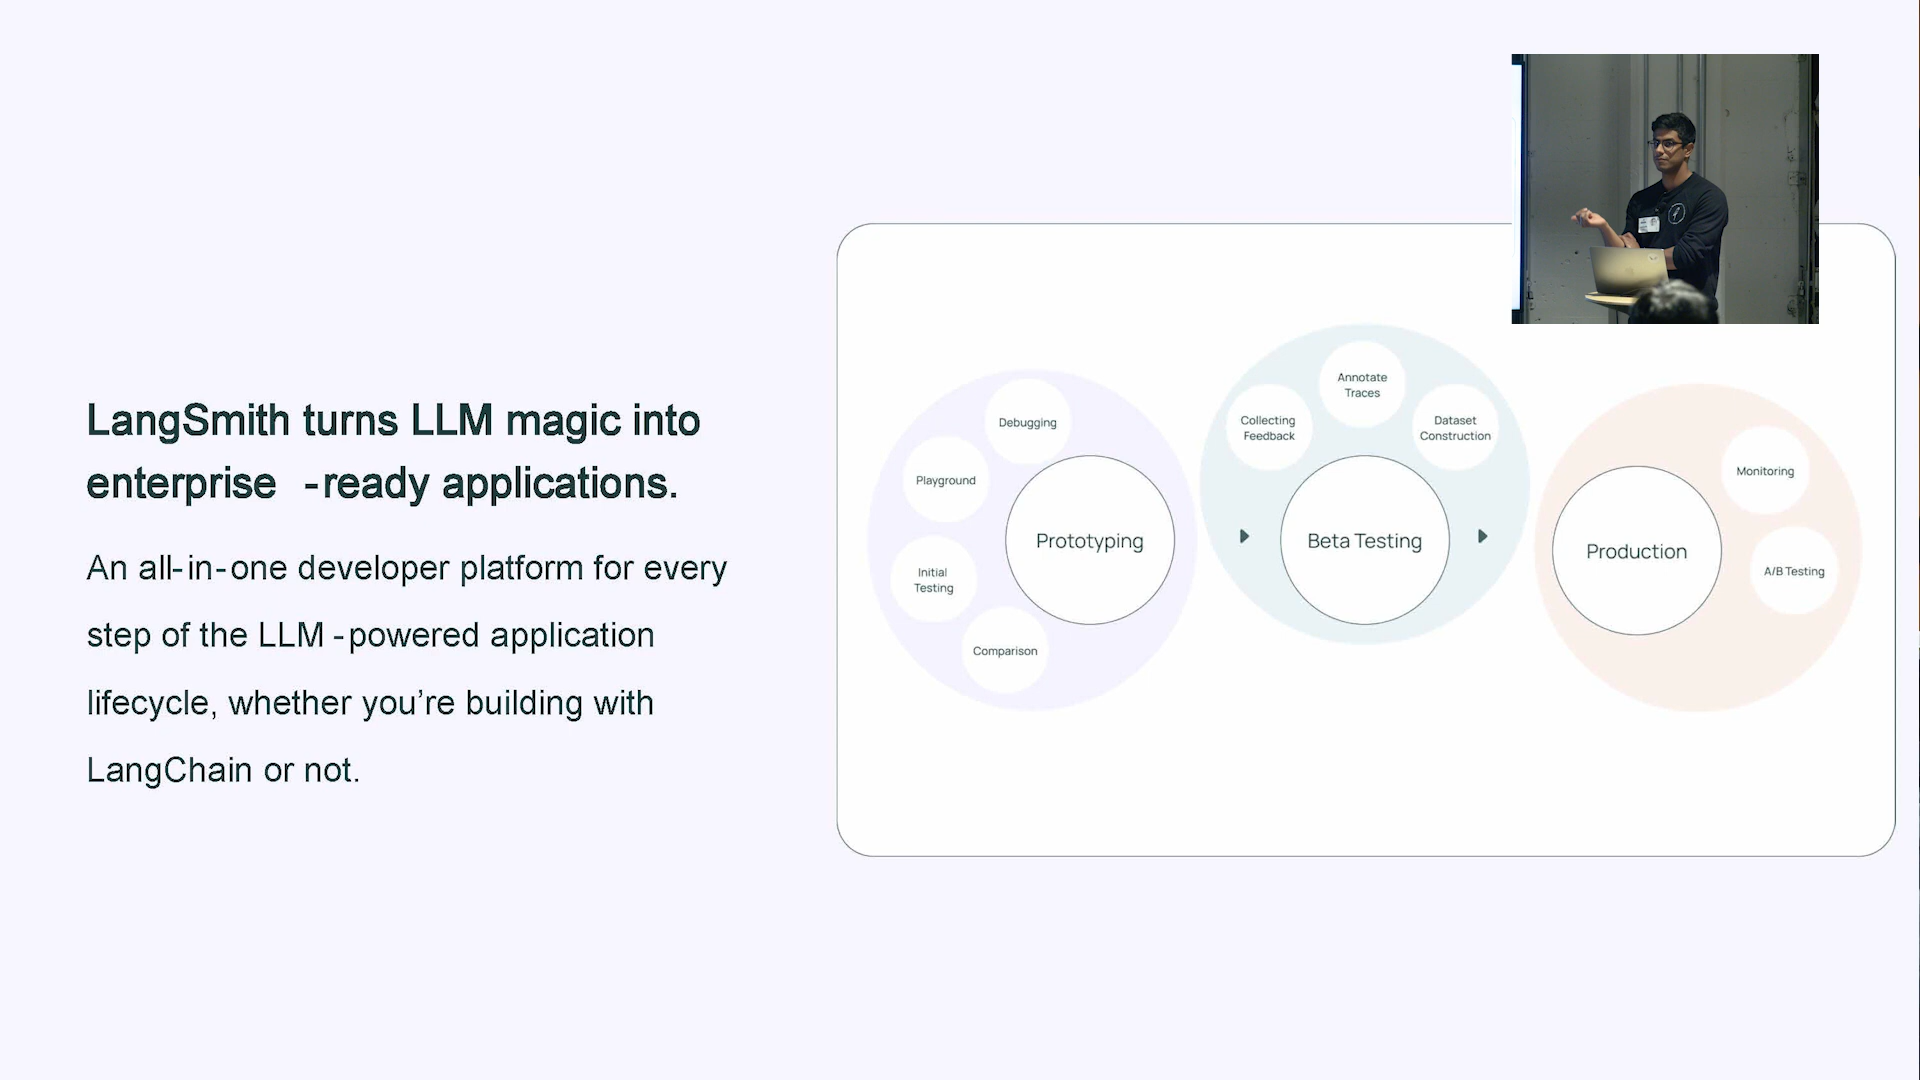 LangSmith turns LLM magic into
enterprise -ready applications.
An all-in-one developer platform for every
step of the LLM -powered application
lifecycle, whether you’re building with
LangChain or not.
Debugging
Playground
Initial
Testing
Comparison
Prototyping
Collecting
Feedback
Annotate
Traces
Dataset
Construction
Beta Testing
Production
Monitoring
A/B Testing